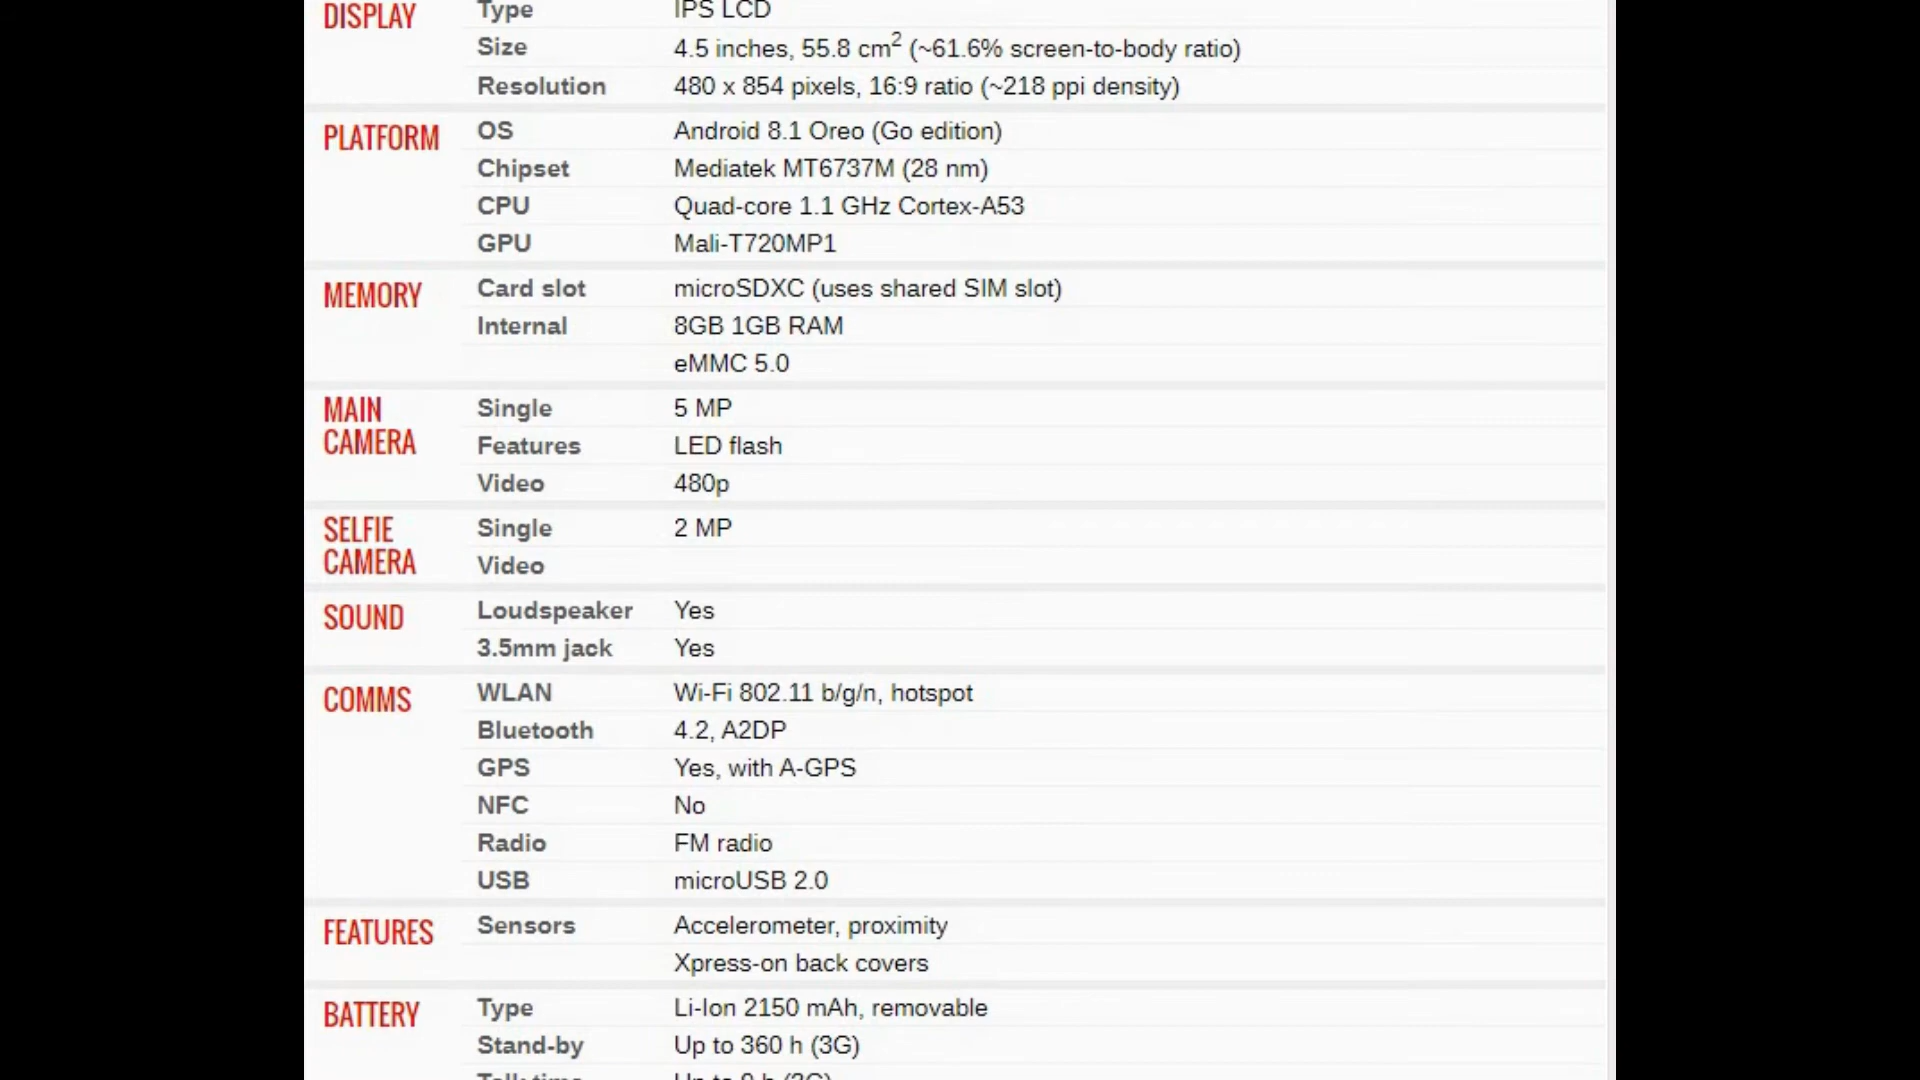 DISPLAY Type IPS LCD
Size 4.5 inches, 55.8 cm2 (~61.6% screen-to-body ratio)
Resolution 480 x 854 pixels, 16:9 ratio (~218 ppi density)
PLATFORM OS Android 8.1 Oreo (Go edition)
Chipset Mediatek MT6737M (28 nm)
CPU Quad-core 1.1 GHz Cortex-A53
GPU Mali-T720MP1
MEMORY Card slot microSDXC (uses shared SIM slot)
Internal 8GB 1GB RAM
eMMC 5.0
MAIN CAMERA Single 5 MP
Features LED flash
Video 480p
SELFIE CAMERA Single 2 MP
Video
SOUND Loudspeaker Yes
3.5mm jack Yes
COMMS WLAN Wi-Fi 802.11 b/g/n, hotspot
Bluetooth 4.2, A2DP
GPS Yes, with A-GPS
NFC No
Radio FM radio
USB microUSB 2.0
FEATURES Sensors Accelerometer, proximity
Xpress-on back covers
BATTERY Type Li-Ion 2150 mAh, removable
Stand-by Up to 360 h (3G)
Talk time Up to 9 h (3G)